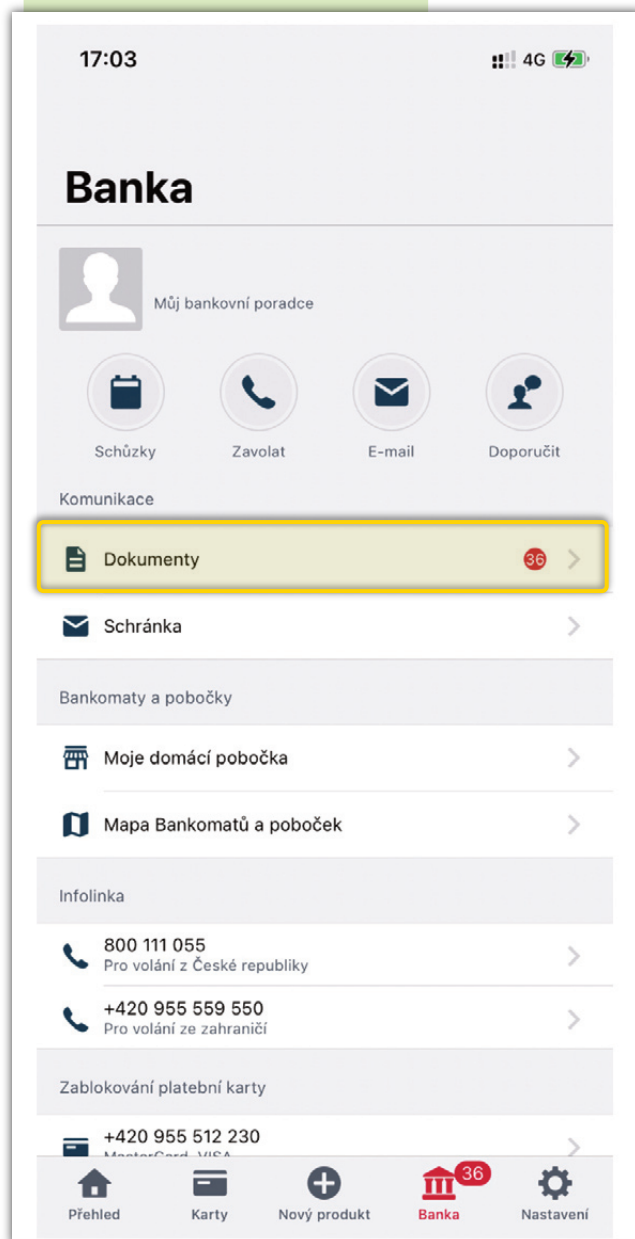 17:03 4G
Banka
Můj bankovní poradce
Schůzky Zavolat E-mail Doporučit
Komunikace
Dokumenty 36
Schránka
Bankomaty a pobočky
Moje domácí pobočka
Mapa Bankomatů a poboček
Infolinka
800 111 055
Pro volání z České republiky
+420 955 559 550
Pro volání ze zahraničí
Zablokování platební karty
+420 955 512 230
MasterCard, VISA
36
Přehled Karty Nový produkt Banka Nastavení